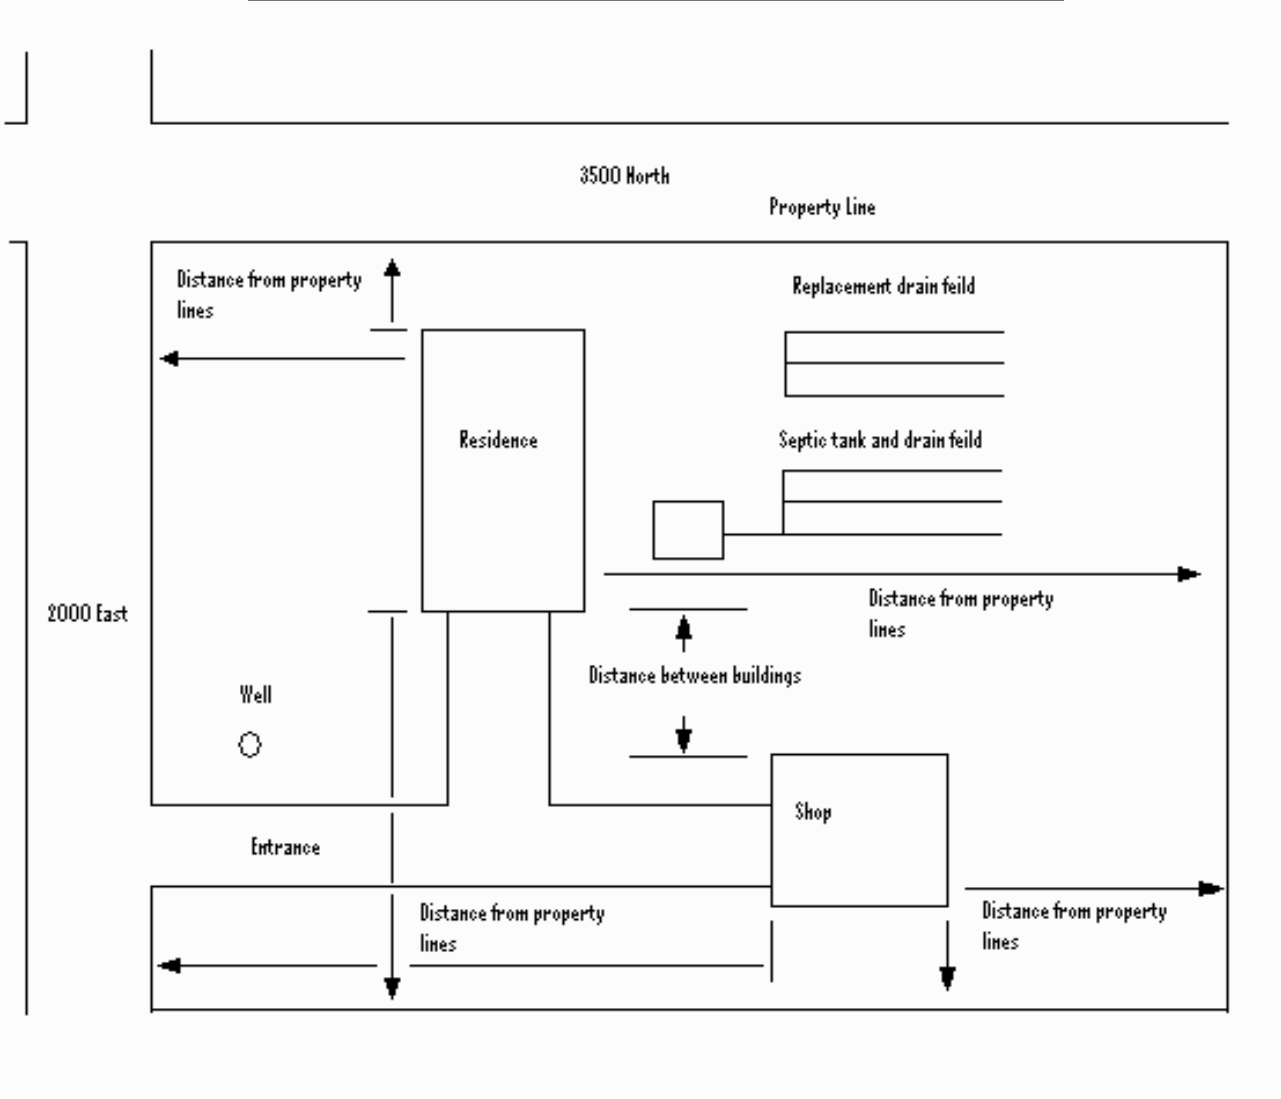 3500 North
Property Line
Distance from property
lines
Replacement drain feild
Residence
Septic tank and drain feild
Distance from property
lines
2000 East
Distance between buildings
Well
Shop
Entrance
Distance from property
lines
Distance from property
lines